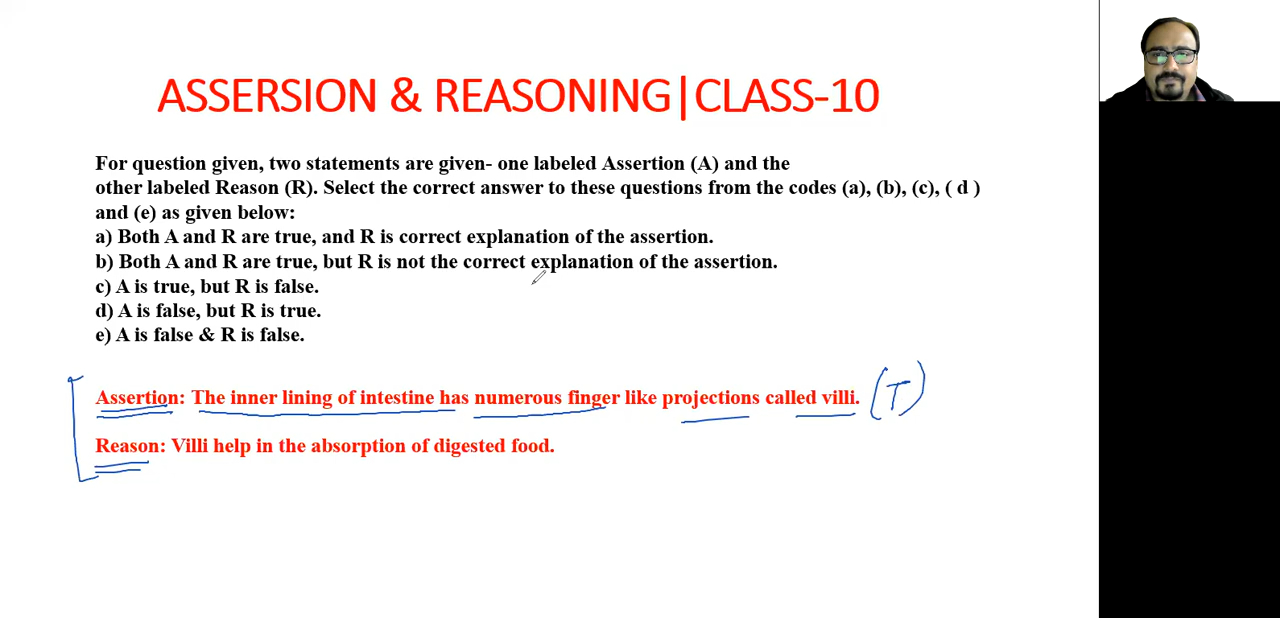 ASSERSION & REASONING|CLASS-10
For question given, two statements are given- one labeled Assertion (A) and the
other labeled Reason (R). Select the correct answer to these questions from the codes (a), (b), (c), ( d )
and (e) as given below:
a) Both A and R are true, and R is correct explanation of the assertion.
b) Both A and R are true, but R is not the correct explanation of the assertion.
c) A is true, but R is false.
d) A is false, but R is true.
e) A is false & R is false.
Assertion: The inner lining of intestine has numerous finger like projections called villi. (T)
Reason: Villi help in the absorption of digested food.